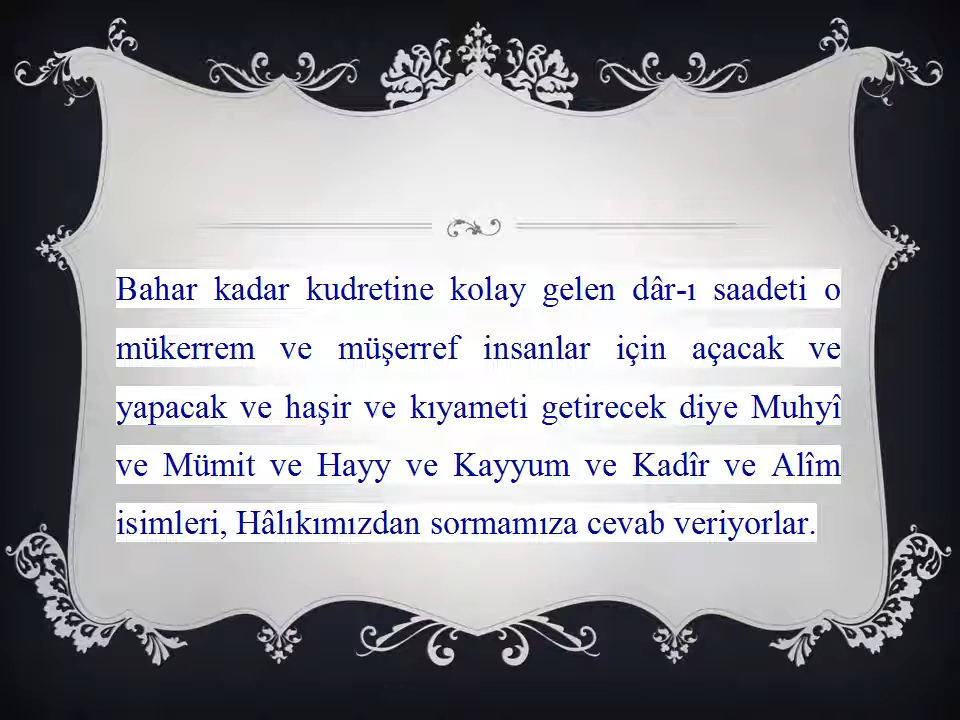 Bahar kadar kudretine kolay gelen dâr-ı saadeti o
mükerrem ve müşerref insanlar için açacak ve
yapacak ve haşir ve kıyameti getirecek diye Muhyî
ve Mümit ve Hayy ve Kayyum ve Kadîr ve Alîm
isimleri, Hâlıkımızdan sormamıza cevab veriyorlar.